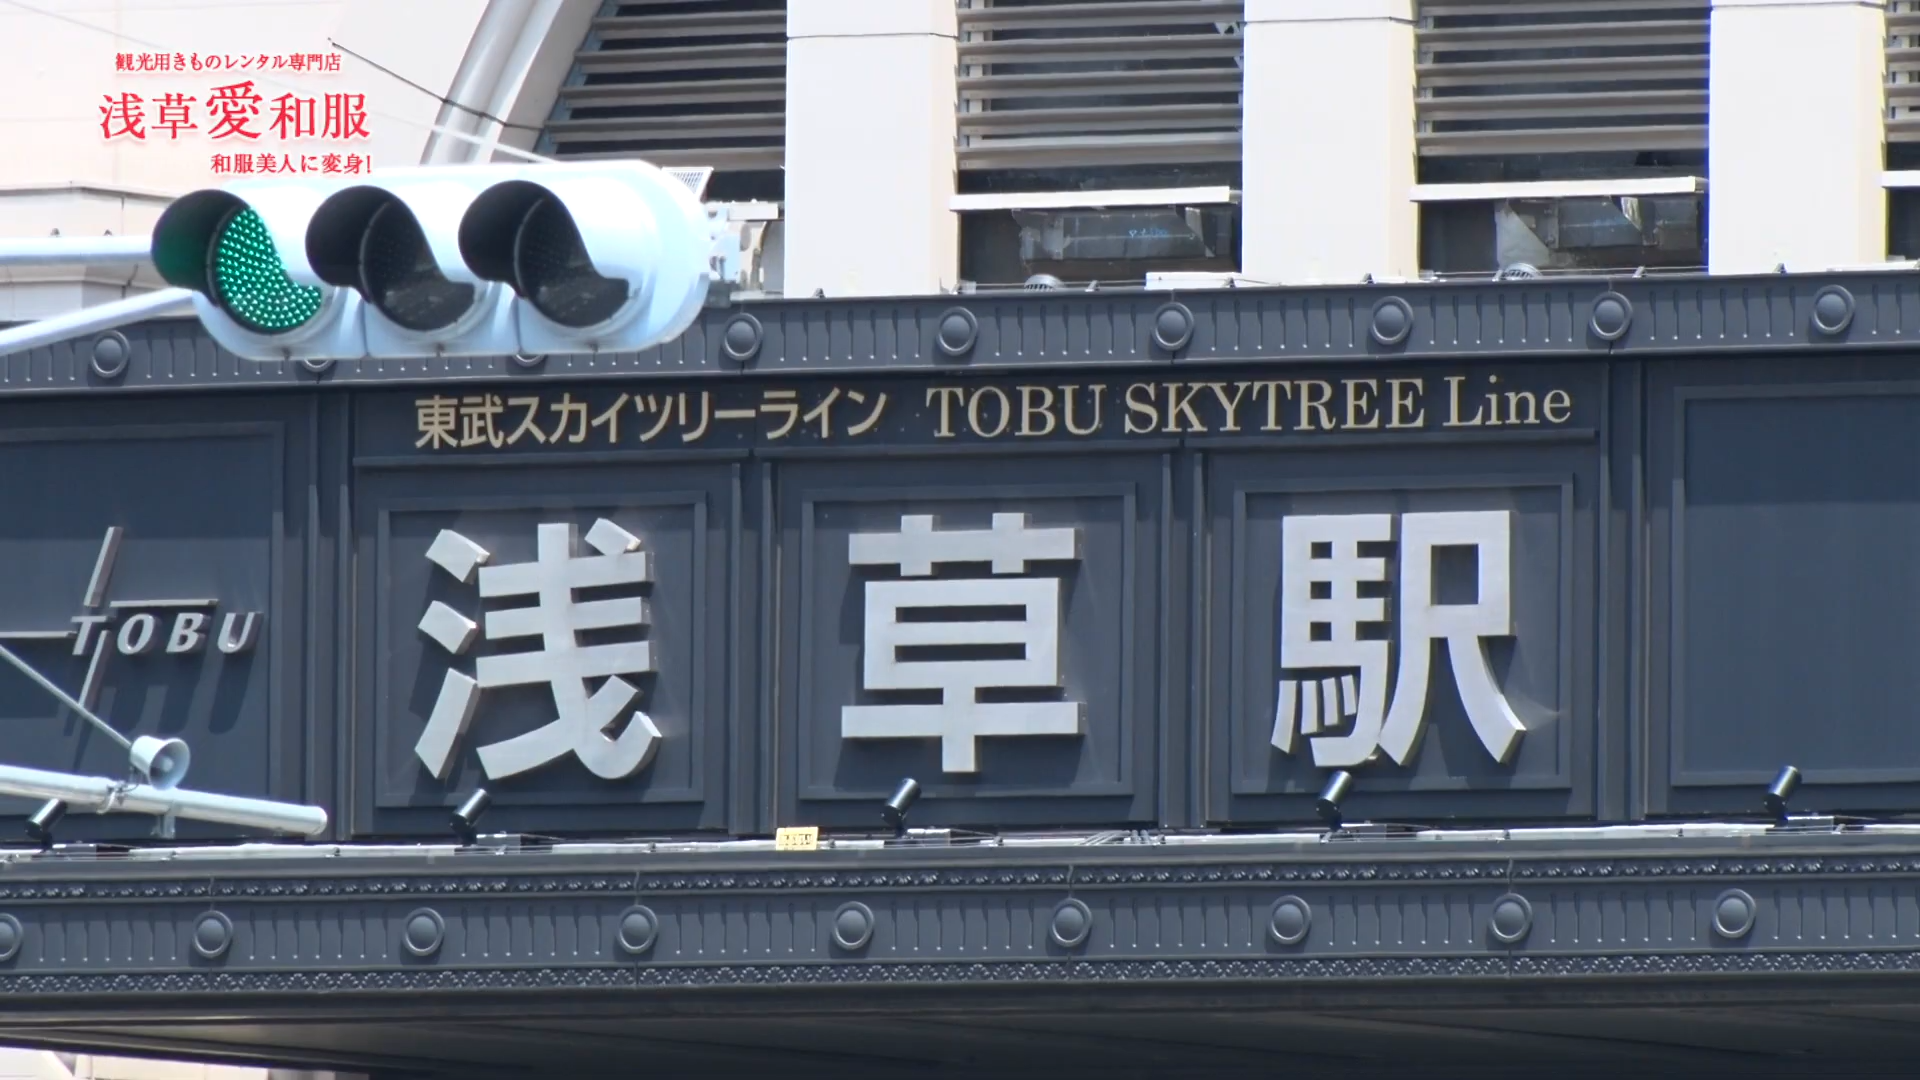 観光用きものレンタル専門店
浅草愛和服
和服美人に変身!
東武スカイツリーライン TOBU SKYTREE Line
TOBU
浅草駅